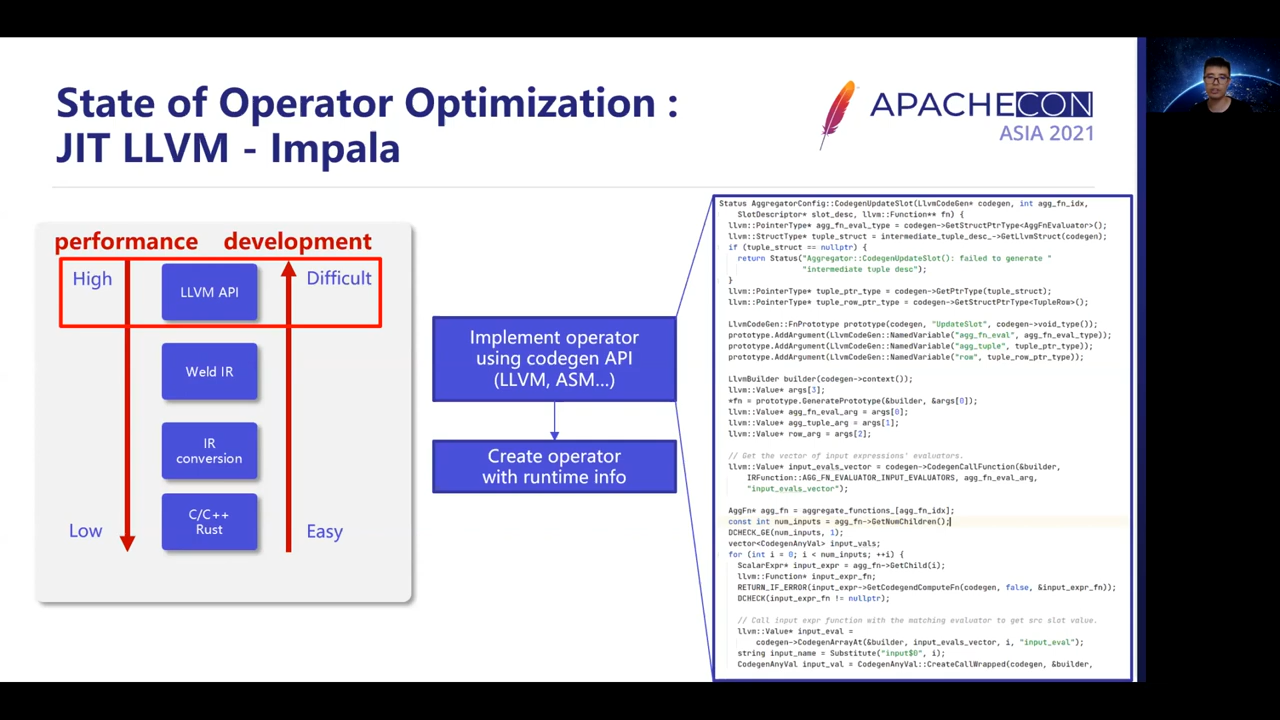 State of Operator Optimization :
JIT LLVM - Impala
APACHECON
ASIA 2021
performance development
High
LLVM API
Difficult
Weld IR
IR
conversion
C/C++
Rust
Low
Easy
Implement operator
using codegen API
(LLVM, ASM...)
Create operator
with runtime info
Status AggregatorConfig::CodegenUpdateSlot(LlvmCodeGen* codegen, int agg_fn_idx,
SlotDescriptor* slot_desc, llvm::Function** fn) {
llvm::PointerType* agg_fn_eval_type = codegen->GetStructPtrType<AggFnEvaluator>();
llvm::StructType* tuple_struct = intermediate_tuple_desc_->GetLlvmStruct(codegen);
if (tuple_struct == nullptr) {
return Status("Aggregator::CodegenUpdateSlot(): failed to generate "
"intermediate tuple desc");
}
llvm::PointerType* tuple_ptr_type = codegen->GetPtrType(tuple_struct);
llvm::PointerType* tuple_row_ptr_type = codegen->GetStructPtrType<TupleRow>();
LlvmCodeGen::FnPrototype prototype(codegen, "UpdateSlot", codegen->void_type());
prototype.AddArgument(LlvmCodeGen::NamedVariable("agg_fn_eval", agg_fn_eval_type));
prototype.AddArgument(LlvmCodeGen::NamedVariable("agg_tuple", tuple_ptr_type));
prototype.AddArgument(LlvmCodeGen::NamedVariable("row", tuple_row_ptr_type));
LlvmBuilder builder(codegen->context());
llvm::Value* args[3];
*fn = prototype.GeneratePrototype(&builder, &args[0]);
llvm::Value* agg_fn_eval_arg = args[0];
llvm::Value* agg_tuple_arg = args[1];
llvm::Value* row_arg = args[2];
// Get the vector of input expressions' evaluators.
llvm::Value* input_evals_vector = codegen->CodegenCallFunction(&builder,
IRFunction::AGG_FN_EVALUATOR_INPUT_EVALUATORS, agg_fn_eval_arg,
"input_evals_vector");
AggFn* agg_fn = aggregate_functions_[agg_fn_idx];
const int num_inputs = agg_fn->GetNumChildren();
DCHECK_GE(num_inputs, 1);
vector<CodegenAnyVal> input_vals;
for (int i = 0; i < num_inputs; ++i) {
ScalarExpr* input_expr = agg_fn->GetChild(i);
llvm::Function* input_expr_fn;
RETURN_IF_ERROR(input_expr->GetCodegendComputeFn(codegen, false, &input_expr_fn));
DCHECK(input_expr_fn != nullptr);
// Call input expr function with the matching evaluator to get src slot value.
llvm::Value* input_eval =
codegen->CodegenArrayAt(&builder, input_evals_vector, i, "input_eval");
string input_name = Substitute("input$0", i);
CodegenAnyVal input_val = CodegenAnyVal::CreateCallWrapped(codegen, &builder,